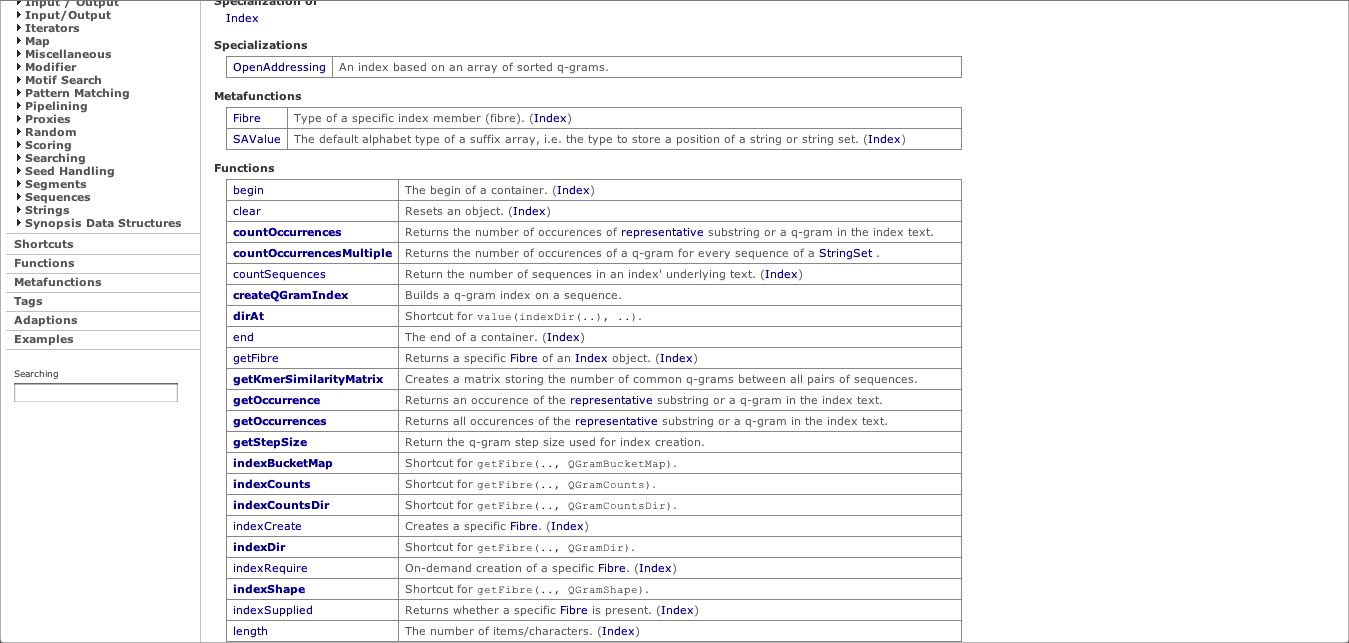 Input / Output
Input/Output
Iterators
Map
Miscellaneous
Modifier
Motif Search
Pattern Matching
Pipelining
Proxies
Random
Scoring
Searching
Seed Handling
Segments
Sequences
Strings
Synopsis Data Structures
Shortcuts
Functions
Metafunctions
Tags
Adaptions
Examples
Searching
Specialization of
Index
Specializations
OpenAddressing An index based on an array of sorted q-grams.
Metafunctions
Fibre Type of a specific index member (fibre). (Index)
SAValue The default alphabet type of a suffix array, i.e. the type to store a position of a string or string set. (Index)
Functions
begin The begin of a container. (Index)
clear Resets an object. (Index)
countOccurrences Returns the number of occurences of representative substring or a q-gram in the index text.
countOccurrencesMultiple Returns the number of occurences of a q-gram for every sequence of a StringSet .
countSequences Return the number of sequences in an index' underlying text. (Index)
createQGramIndex Builds a q-gram index on a sequence.
dirAt Shortcut for value(indexDir(..), ..).
end The end of a container. (Index)
getFibre Returns a specific Fibre of an Index object. (Index)
getKmerSimilarityMatrix Creates a matrix storing the number of common q-grams between all pairs of sequences.
getOccurrence Returns an occurence of the representative substring or a q-gram in the index text.
getOccurrences Returns all occurences of the representative substring or a q-gram in the index text.
getStepSize Return the q-gram step size used for index creation.
indexBucketMap Shortcut for getFibre(.., QGramBucketMap).
indexCounts Shortcut for getFibre(.., QGramCounts).
indexCountsDir Shortcut for getFibre(.., QGramCountsDir).
indexCreate Creates a specific Fibre. (Index)
indexDir Shortcut for getFibre(.., QGramDir).
indexRequire On-demand creation of a specific Fibre. (Index)
indexShape Shortcut for getFibre(.., QGramShape).
indexSupplied Returns whether a specific Fibre is present. (Index)
length The number of items/characters. (Index)